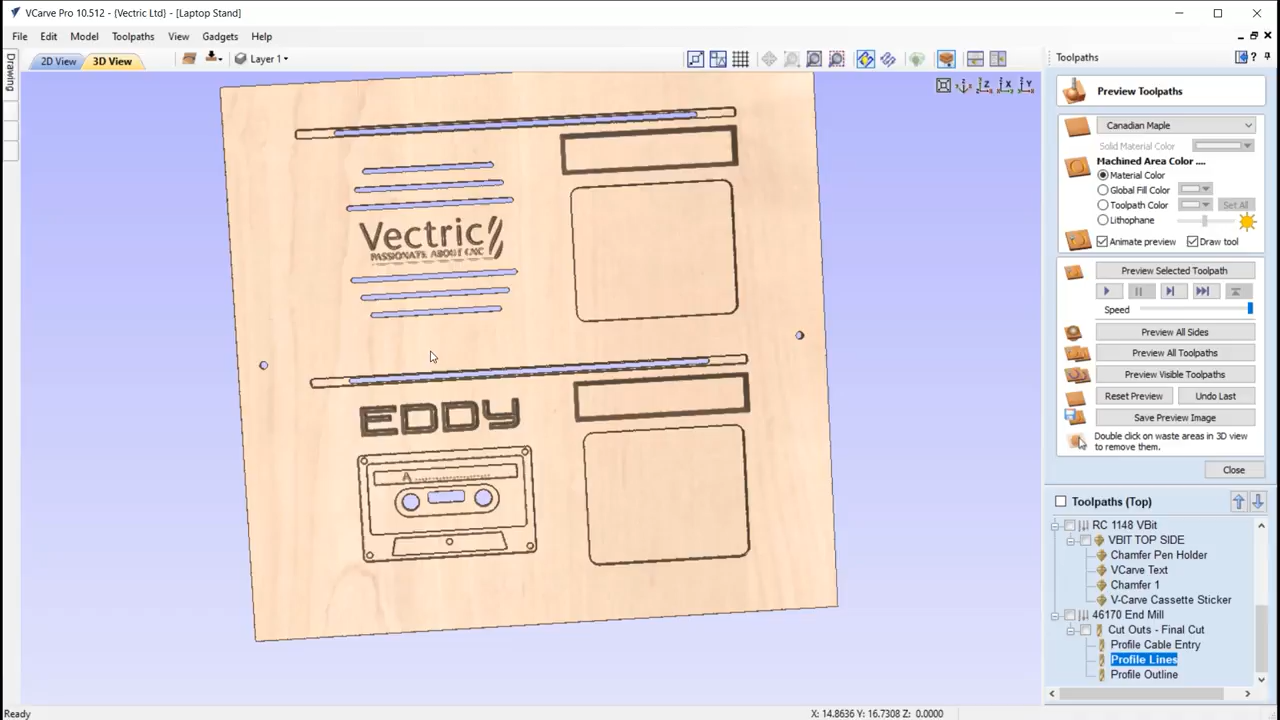 VCarve Pro 10.512 - {Vectric Ltd} - [Laptop Stand]
File Edit Model Toolpaths View Gadgets Help
2D View 3D View Layer 1 Toolpaths
Drawing
Preview Toolpaths
Canadian Maple
Solid Material Color
Machined Area Color ....
Material Color
Global Fill Color
Toolpath Color Set All
Lithophane
Animate preview Draw tool
Preview Selected Toolpath
Speed
Preview All Sides
Preview All Toolpaths
Preview Visible Toolpaths
Reset Preview Undo Last
Save Preview Image
Double click on waste areas in 3D view
to remove them.
Close
Vectric
PASSIONATE ABOUT CNC
EDDY
A
Toolpaths (Top)
RC 1148 VBit
VBIT TOP SIDE
Chamfer Pen Holder
VCarve Text
Chamfer 1
V-Carve Cassette Sticker
46170 End Mill
Cut Outs - Final Cut
Profile Cable Entry
Profile Lines
Profile Outline
Ready X: 14.8636 Y: 16.7308 Z: 0.0000